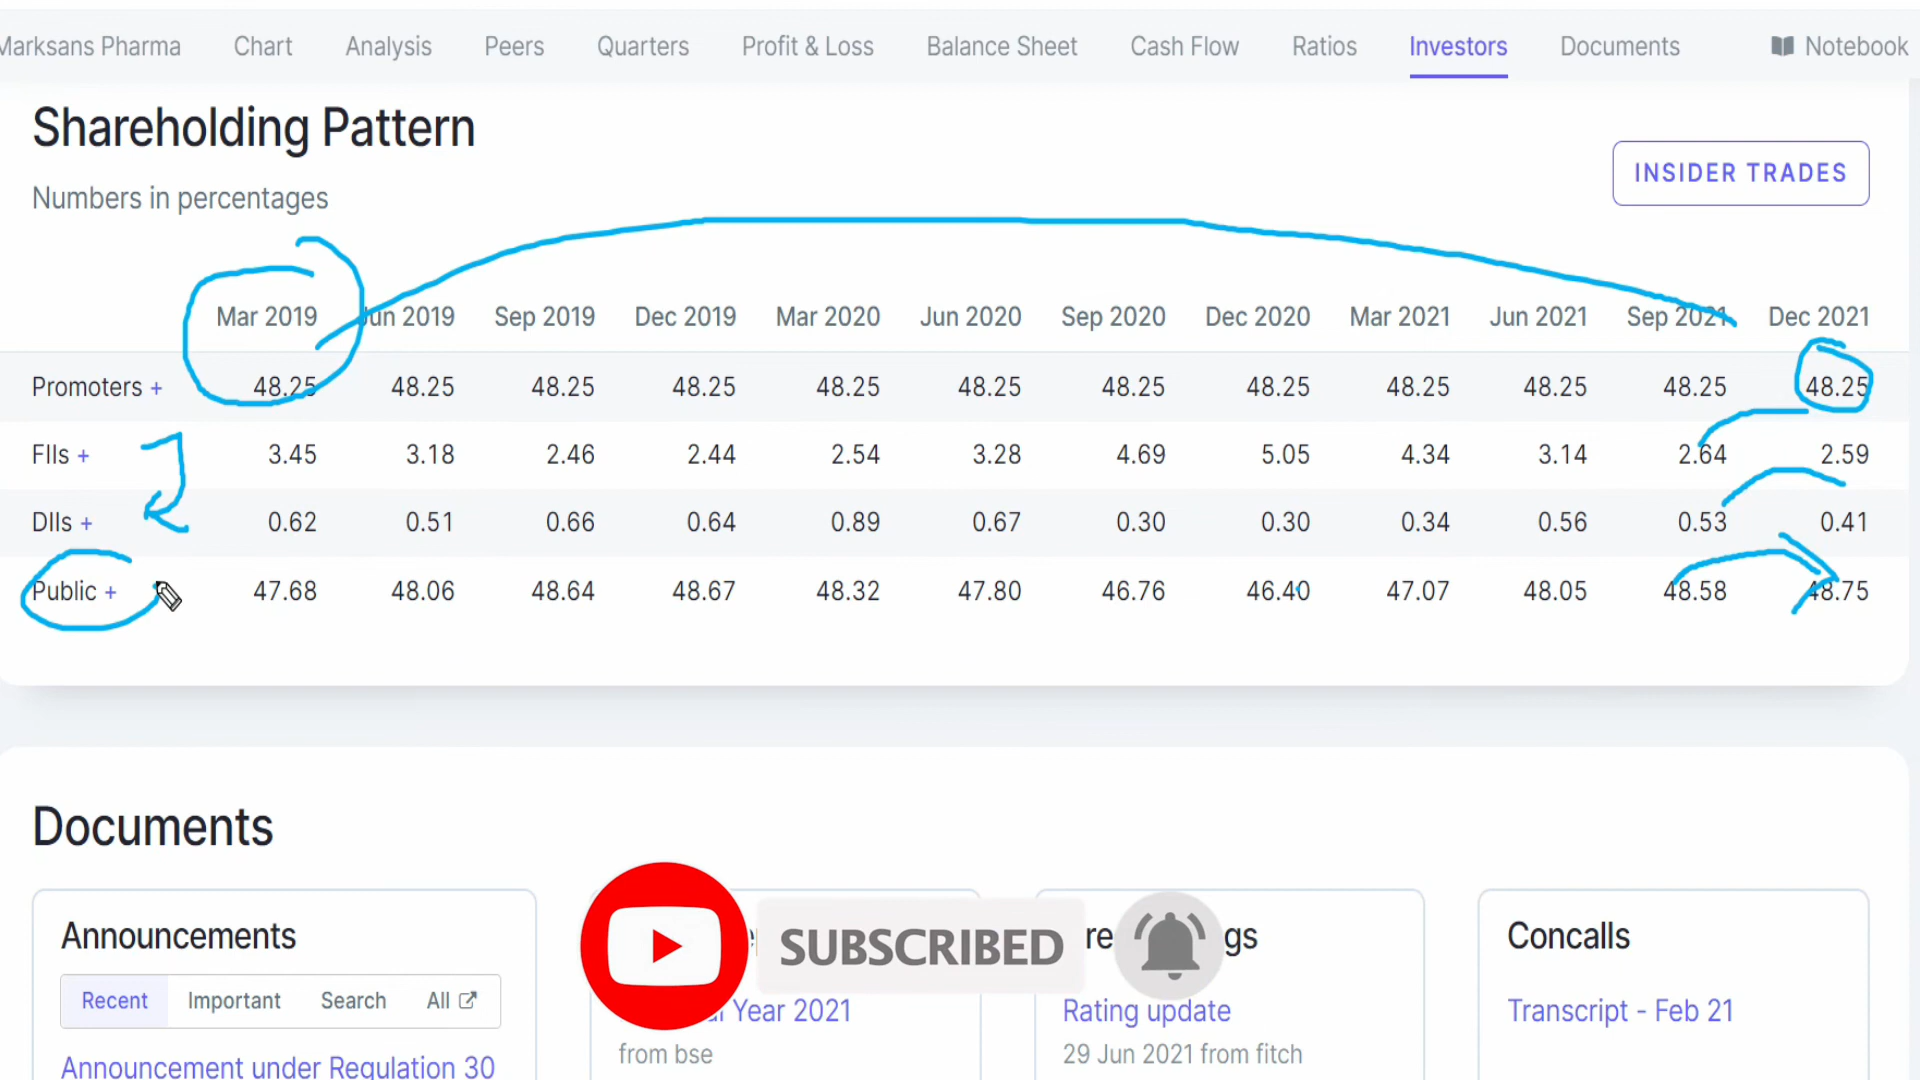 Marksans Pharma Chart Analysis Peers Quarters Profit & Loss Balance Sheet Cash Flow Ratios Investors Documents Notebook
Shareholding Pattern
INSIDER TRADES
Numbers in percentages
Mar 2019 Jun 2019 Sep 2019 Dec 2019 Mar 2020 Jun 2020 Sep 2020 Dec 2020 Mar 2021 Jun 2021 Sep 2021 Dec 2021
Promoters + 48.25 48.25 48.25 48.25 48.25 48.25 48.25 48.25 48.25 48.25 48.25 48.25
FIIs + 3.45 3.18 2.46 2.44 2.54 3.28 4.69 5.05 4.34 3.14 2.64 2.59
DIIs + 0.62 0.51 0.66 0.64 0.89 0.67 0.30 0.30 0.34 0.56 0.53 0.41
Public + 47.68 48.06 48.64 48.67 48.32 47.80 46.76 46.40 47.07 48.05 48.58 48.75
Documents
Announcements
SUBSCRIBED
Concalls
Recent Important Search All
Year 2021
Rating update
Transcript - Feb 21
from bse
29 Jun 2021 from fitch
Announcement under Regulation 30